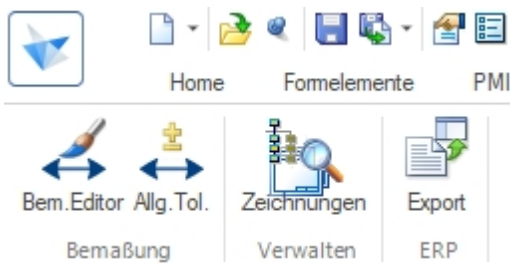 Home Formelemente PMI
Bem.Editor Allg.Tol. Zeichnungen Export
Bemaßung Verwalten ERP